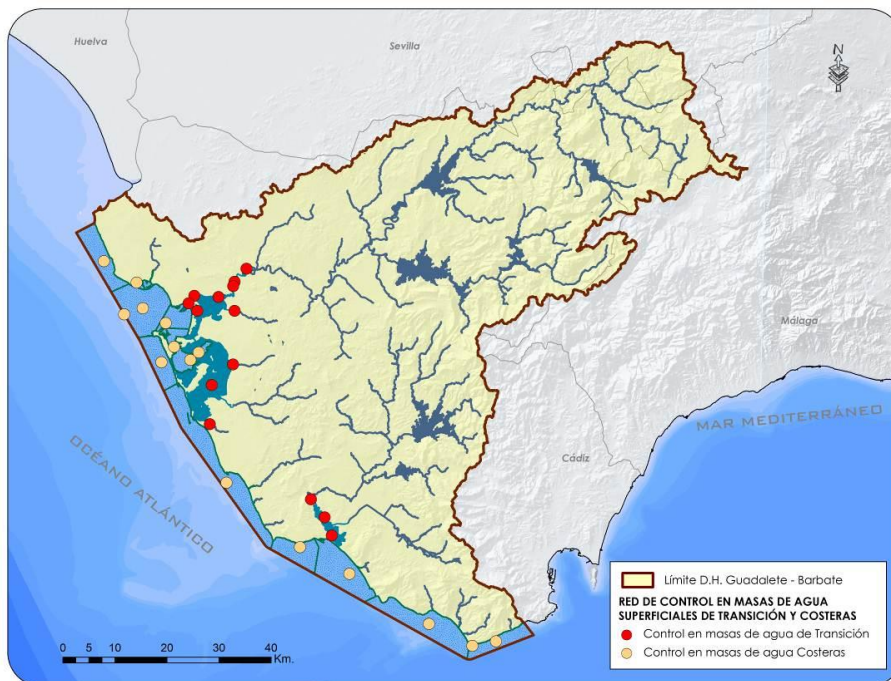 Huelva
Sevilla
N
Málaga
MAR MEDITERRÁNEO
OCÉANO ATLÁNTICO
Cádiz
Límite D.H. Guadalete - Barbate
RED DE CONTROL EN MASAS DE AGUA
SUPERFICIALES DE TRANSICIÓN Y COSTERAS
Control en masas de agua de Transición
Control en masas de agua Costeras
0 5 10 20 30 40
Km.